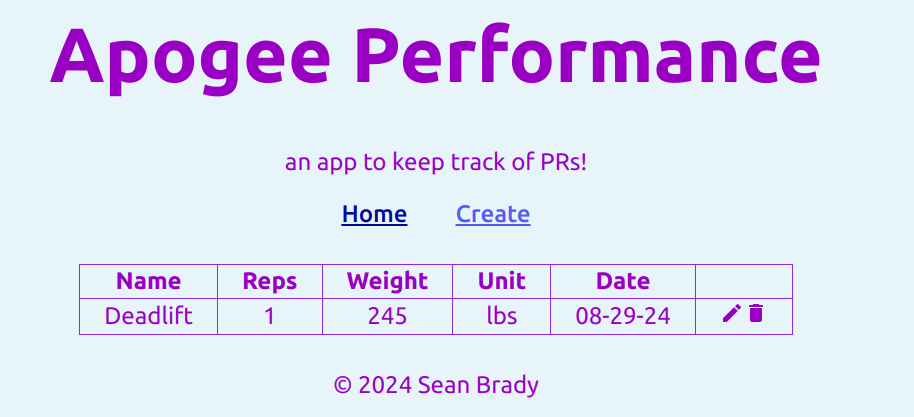 Apogee Performance
an app to keep track of PRs!
Home Create
Name Reps Weight Unit Date
Deadlift 1 245 lbs 08-29-24
© 2024 Sean Brady